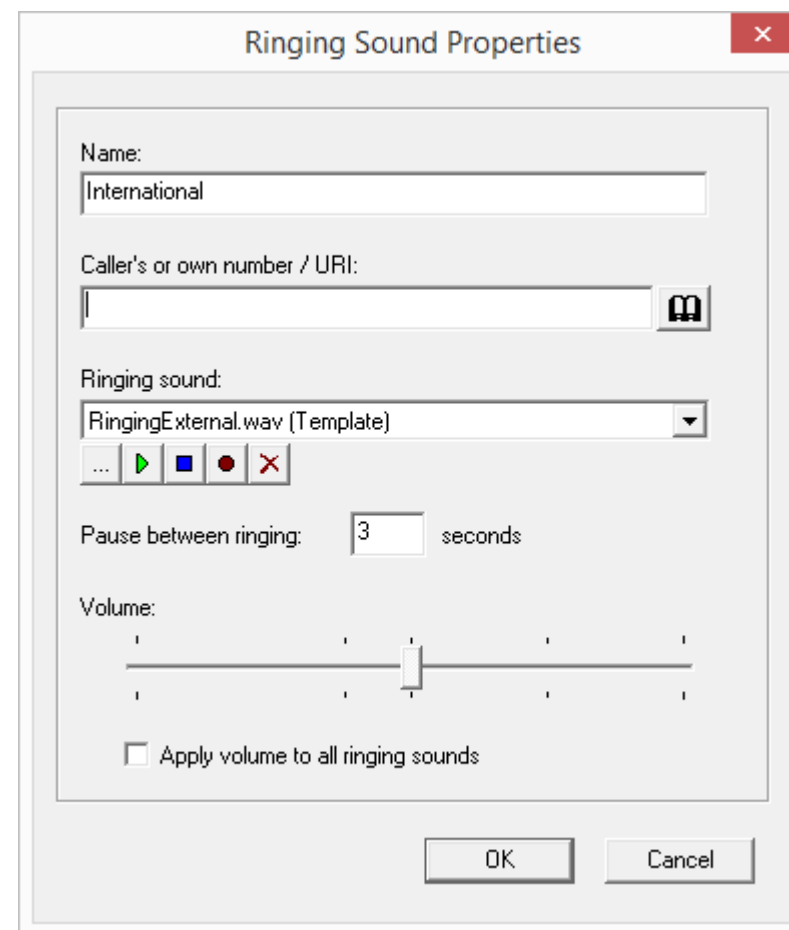 Ringing Sound Properties
Name:
International
Caller's or own number / URI:
Ringing sound:
RingingExternal.wav (Template)
...
Pause between ringing: 3 seconds
Volume:
Apply volume to all ringing sounds
OK Cancel